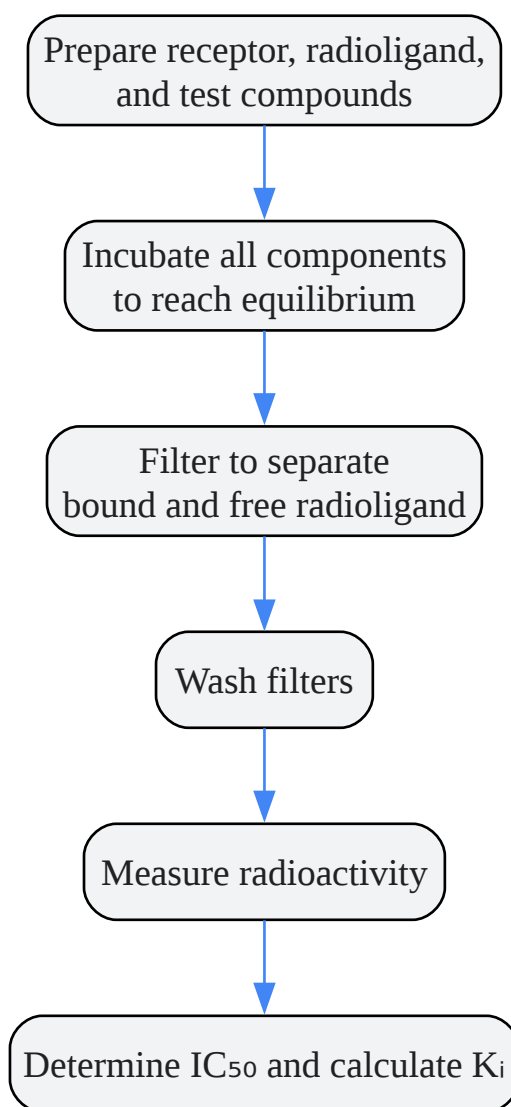 Prepare receptor, radioligand,
and test compounds
Incubate all components
to reach equilibrium
Filter to separate
bound and free radioligand
Wash filters
Measure radioactivity
Determine IC₅₀ and calculate Kᵢ